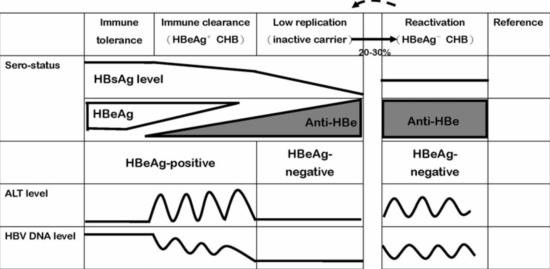 Immune tolerance
Immune clearance (HBeAg⁺ CHB)
Low replication (inactive carrier)
20-30%
Reactivation (HBeAg⁻ CHB)
Reference
Sero-status
HBsAg level
HBeAg
Anti-HBe
Anti-HBe
HBeAg-positive
HBeAg-negative
HBeAg-negative
ALT level
HBV DNA level